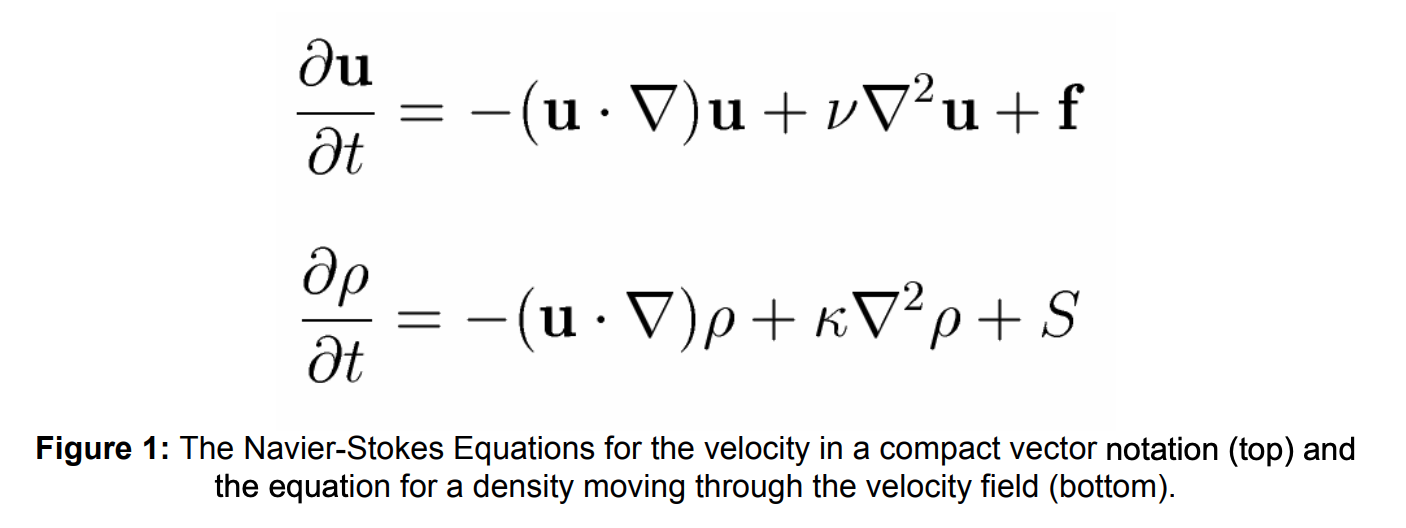 ∂u/∂t = −(u · ∇)u + ν∇²u + f
∂ρ/∂t = −(u · ∇)ρ + κ∇²ρ + S
Figure 1: The Navier-Stokes Equations for the velocity in a compact vector notation (top) and
the equation for a density moving through the velocity field (bottom).